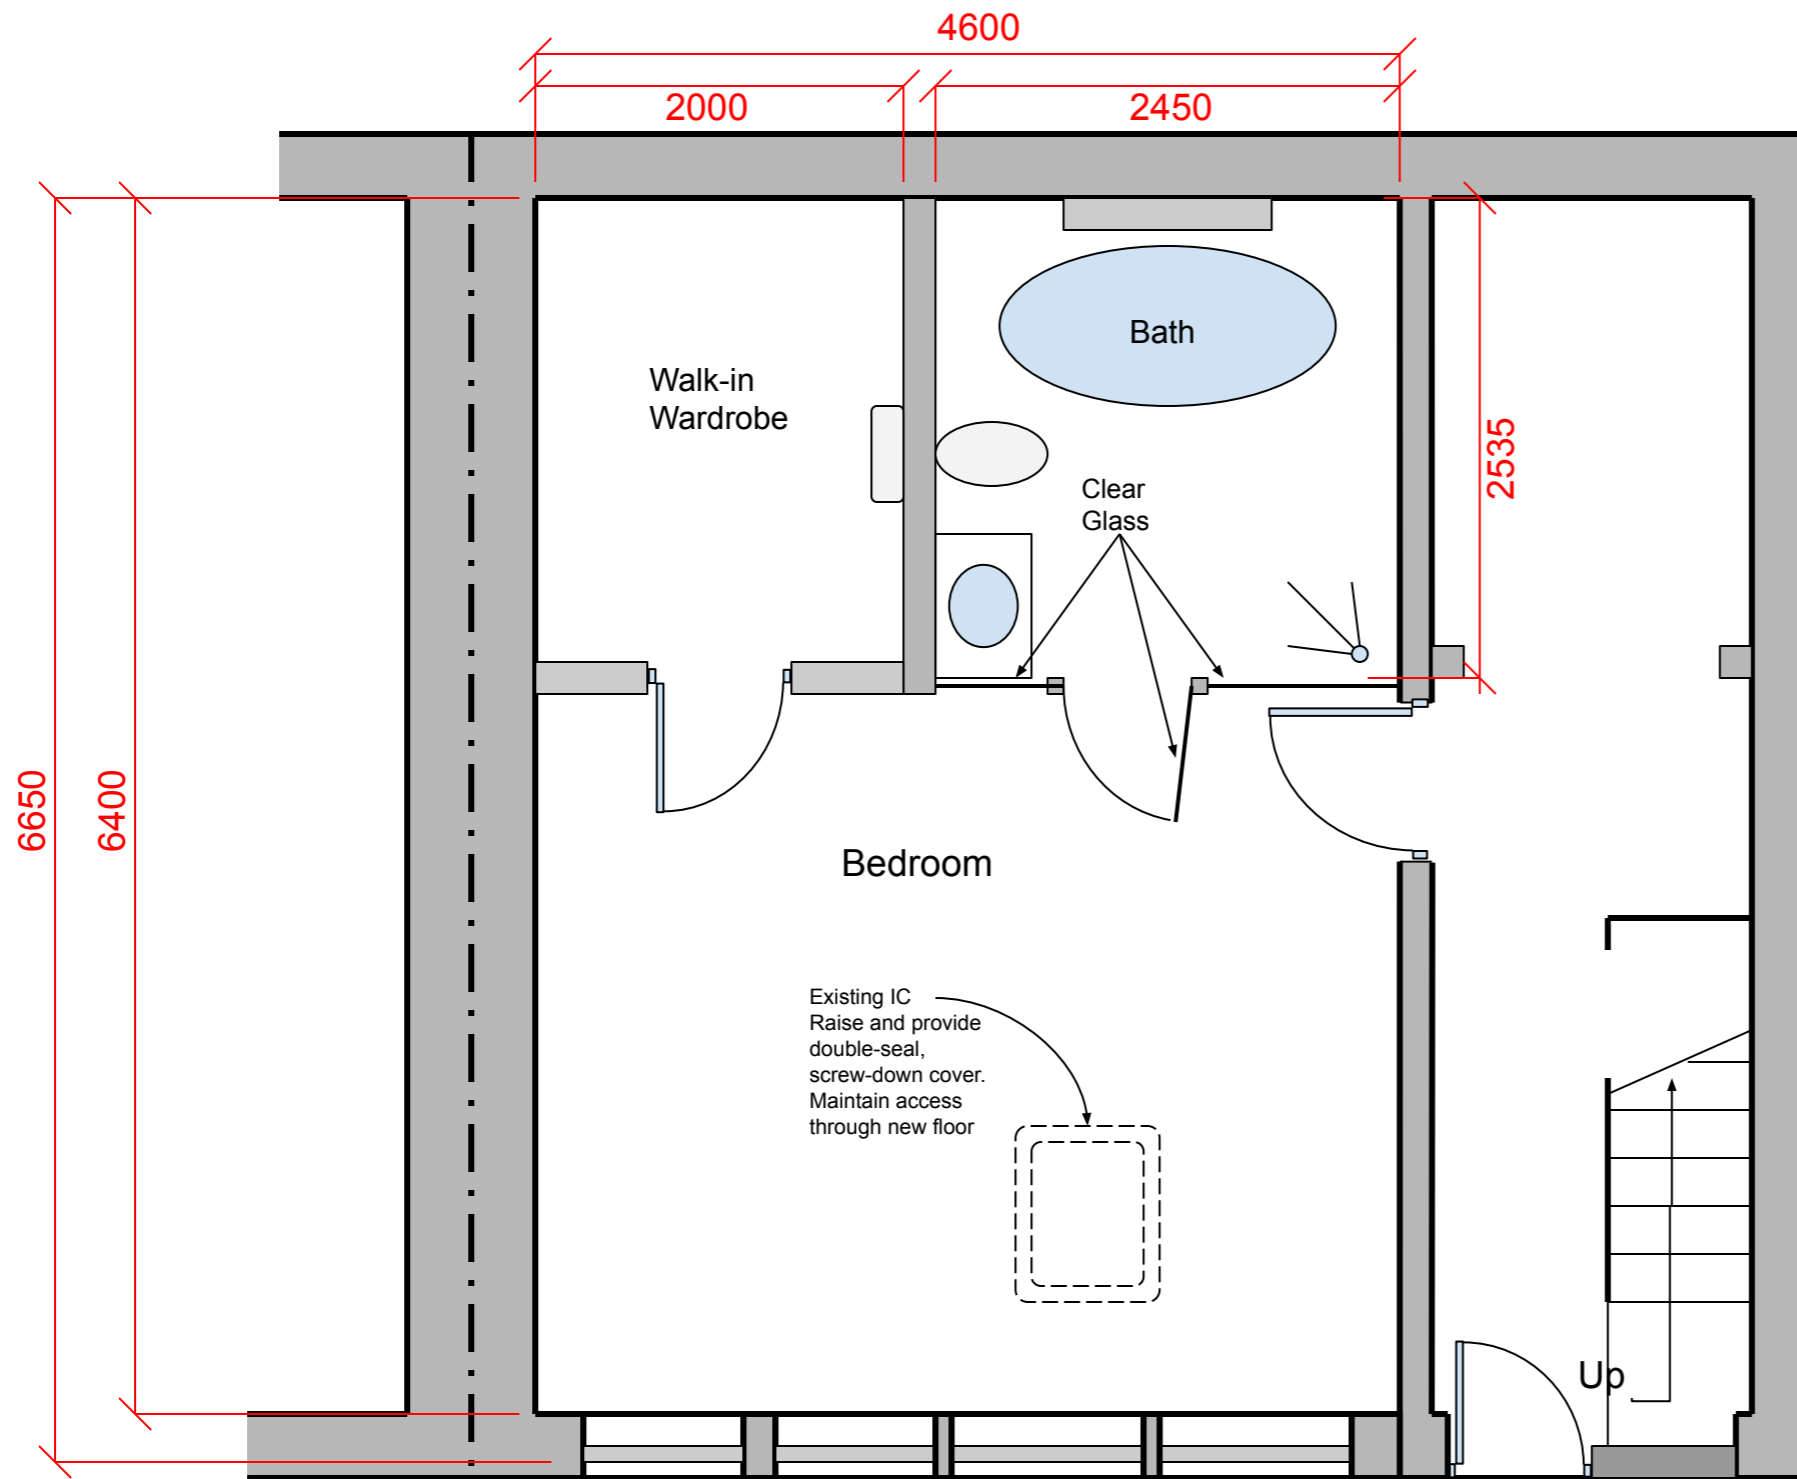 4600
2000
2450
Bath
Walk-in
Wardrobe
2535
Clear
Glass
6650
6400
Bedroom
Existing IC
Raise and provide
double-seal,
screw-down cover.
Maintain access
through new floor
Up